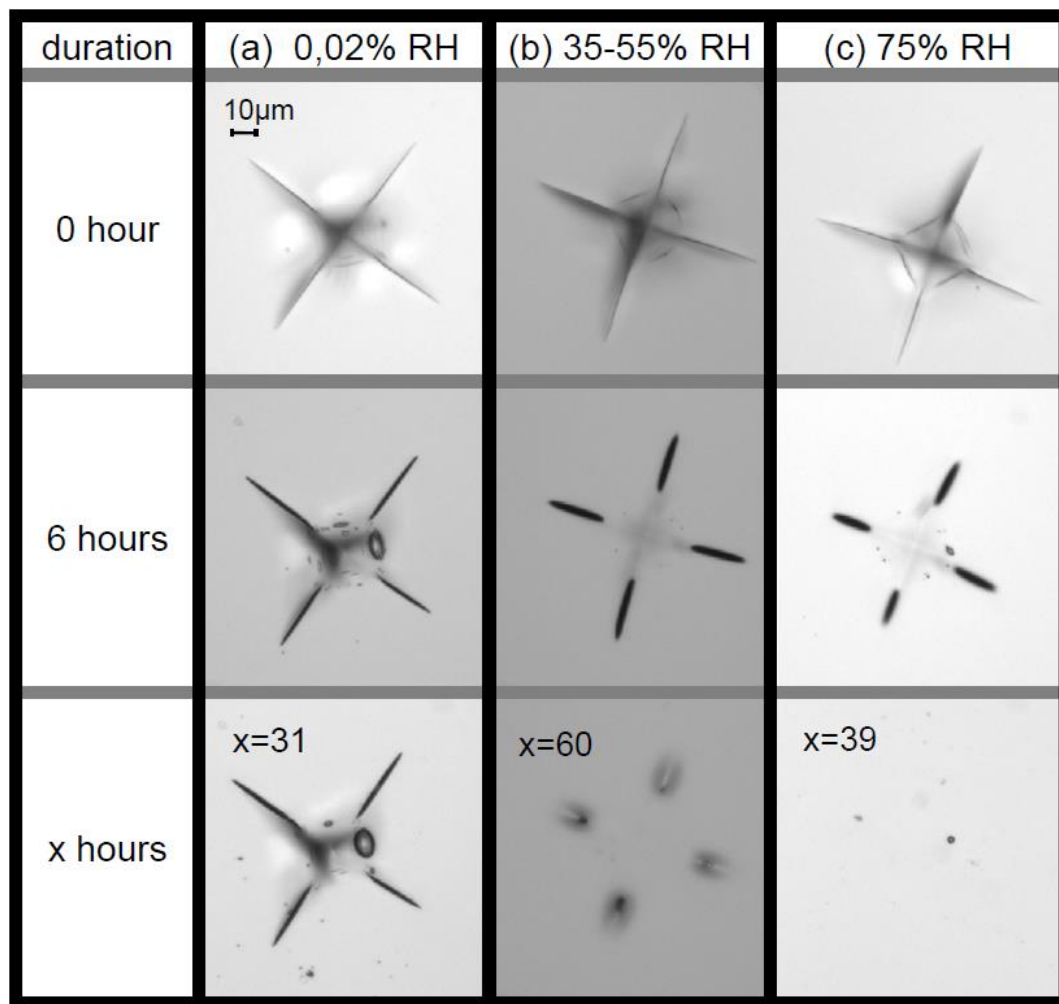 duration (a) 0,02% RH (b) 35-55% RH (c) 75% RH
10µm
0 hour
6 hours
x=31 x=60 x=39
x hours